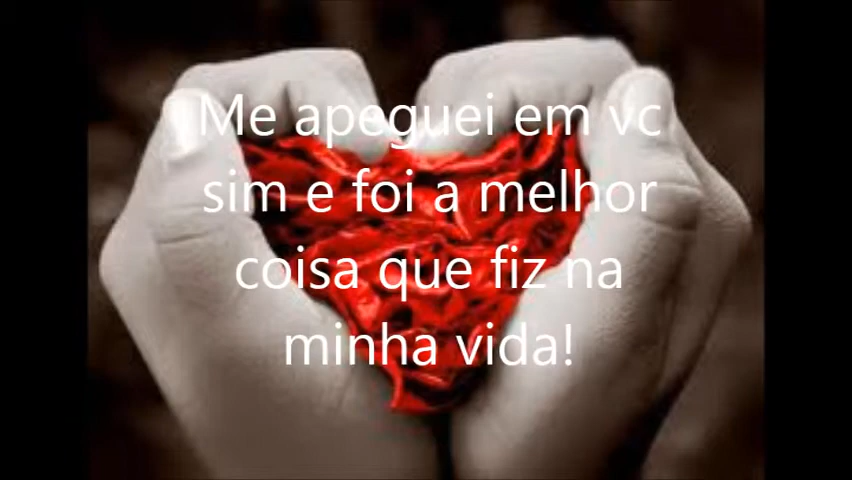 Me apeguei em vc
sim e foi a melhor
coisa que fiz na
minha vida!